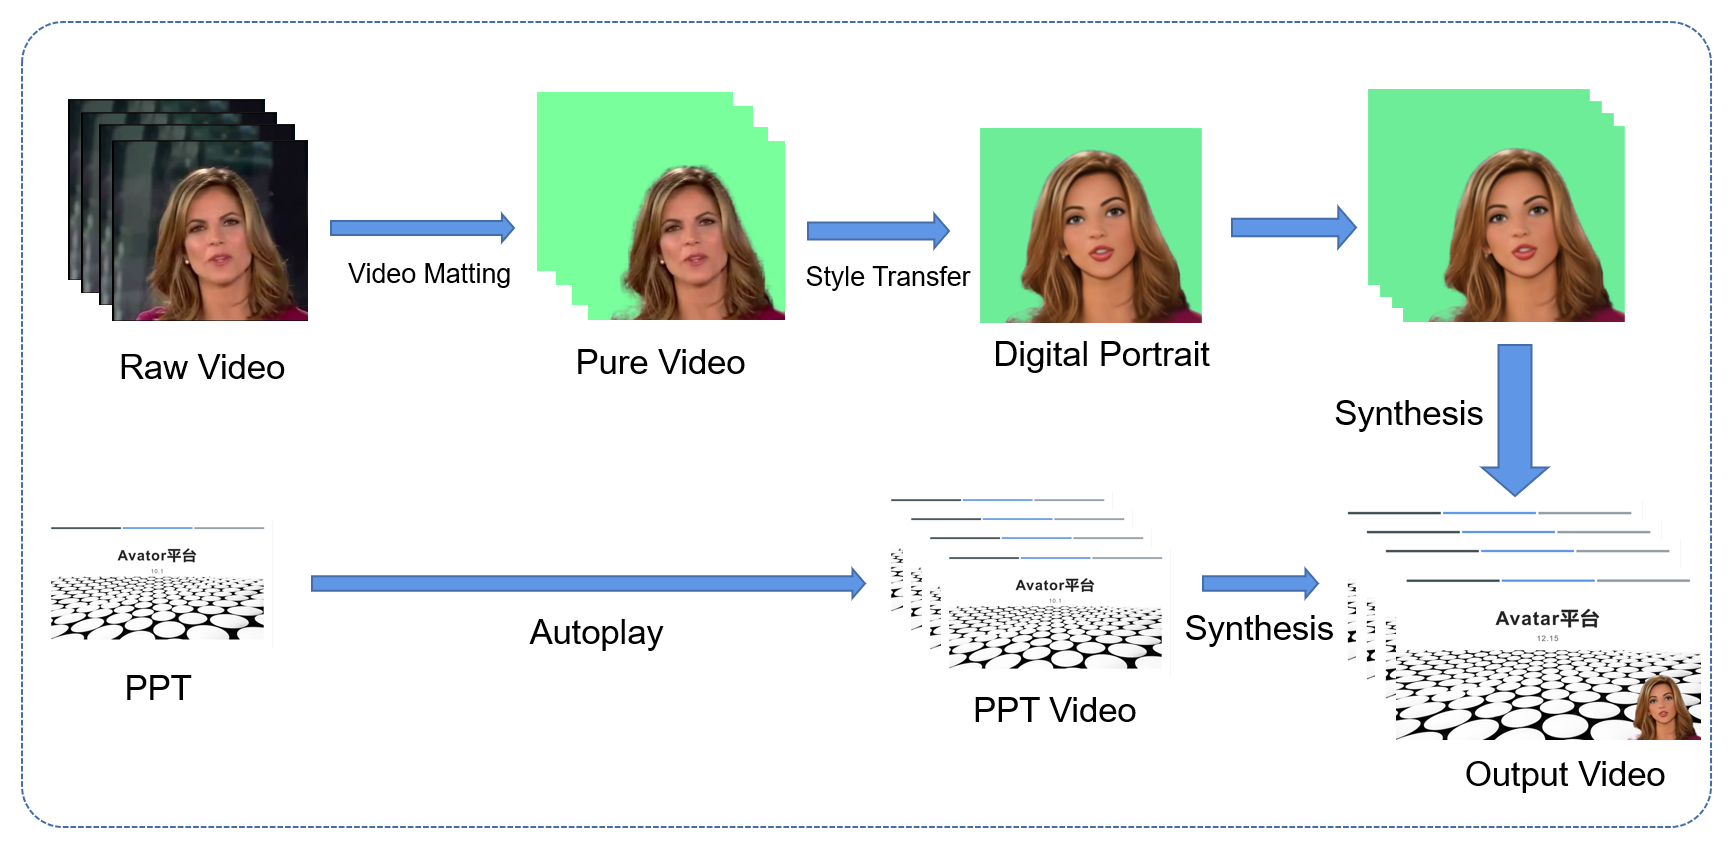 Video Matting
Style Transfer
Raw Video
Pure Video
Digital Portrait
Synthesis
Avator平台
10.1
PPT
Autoplay
Avator平台
10.1
PPT Video
Synthesis
Avatar平台
12.15
Output Video